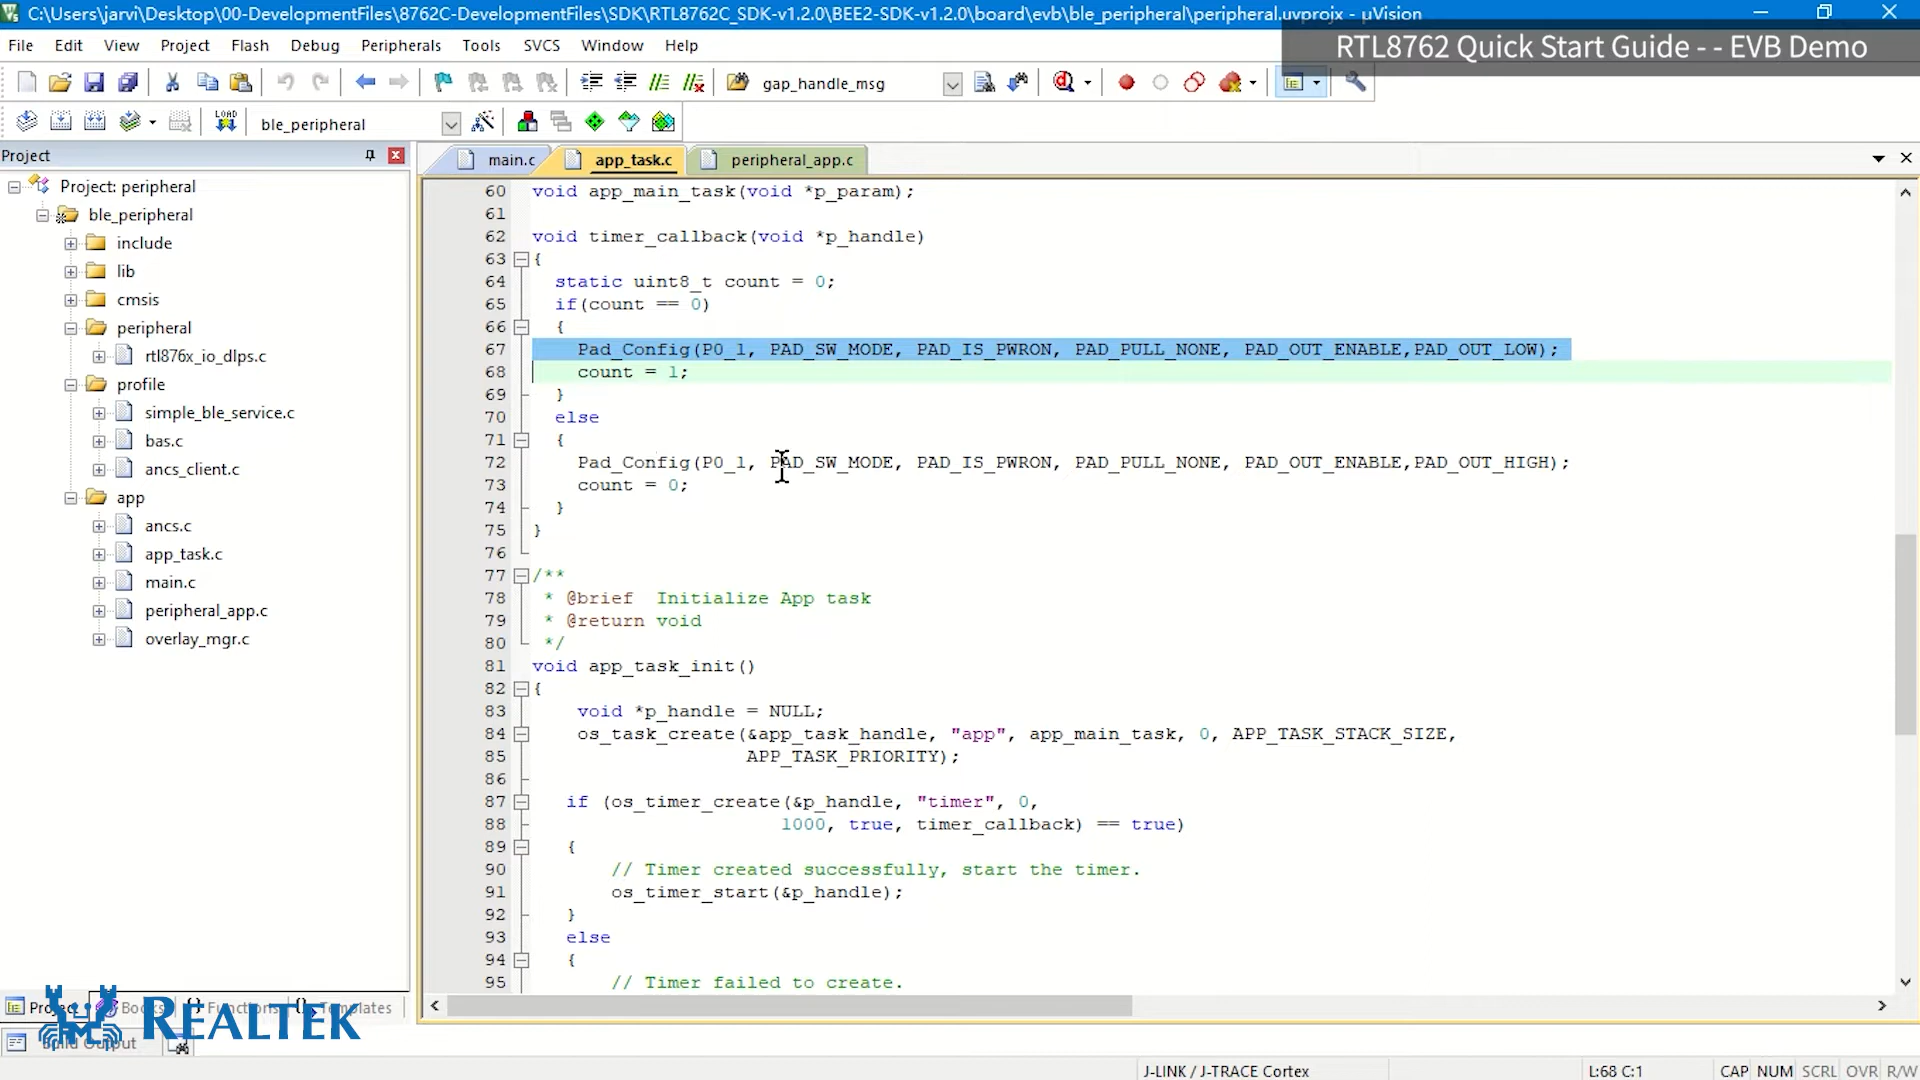 C:\Users\jarvi\Desktop\00-DevelopmentFiles\8762C-DevelopmentFiles\SDK\RTL8762C_SDK-v1.2.0\BEE2-SDK-v1.2.0\board\evb\ble_peripheral\peripheral.uvprojx - µVision
File Edit View Project Flash Debug Peripherals Tools SVCS Window Help
RTL8762 Quick Start Guide - - EVB Demo
gap_handle_msg
LOAD
ble_peripheral
Project
main.c app_task.c peripheral_app.c
Project: peripheral
ble_peripheral
include
lib
cmsis
peripheral
rtl876x_io_dlps.c
profile
simple_ble_service.c
bas.c
ancs_client.c
app
ancs.c
app_task.c
main.c
peripheral_app.c
overlay_mgr.c
60 void app_main_task(void *p_param);
61
62 void timer_callback(void *p_handle)
63 {
64 static uint8_t count = 0;
65 if(count == 0)
66 {
67 Pad_Config(P0_1, PAD_SW_MODE, PAD_IS_PWRON, PAD_PULL_NONE, PAD_OUT_ENABLE,PAD_OUT_LOW);
68 count = 1;
69 }
70 else
71 {
72 Pad_Config(P0_1, PAD_SW_MODE, PAD_IS_PWRON, PAD_PULL_NONE, PAD_OUT_ENABLE,PAD_OUT_HIGH);
73 count = 0;
74 }
75 }
76
77 /**
78 * @brief Initialize App task
79 * @return void
80 */
81 void app_task_init()
82 {
83 void *p_handle = NULL;
84 os_task_create(&app_task_handle, "app", app_main_task, 0, APP_TASK_STACK_SIZE,
85 APP_TASK_PRIORITY);
86
87 if (os_timer_create(&p_handle, "timer", 0,
88 1000, true, timer_callback) == true)
89 {
90 // Timer created successfully, start the timer.
91 os_timer_start(&p_handle);
92 }
93 else
94 {
95 // Timer failed to create.
Project Books {} Functions Templates
REALTEK
Build Output
J-LINK / J-TRACE Cortex L:68 C:1 CAP NUM SCRL OVR R/W